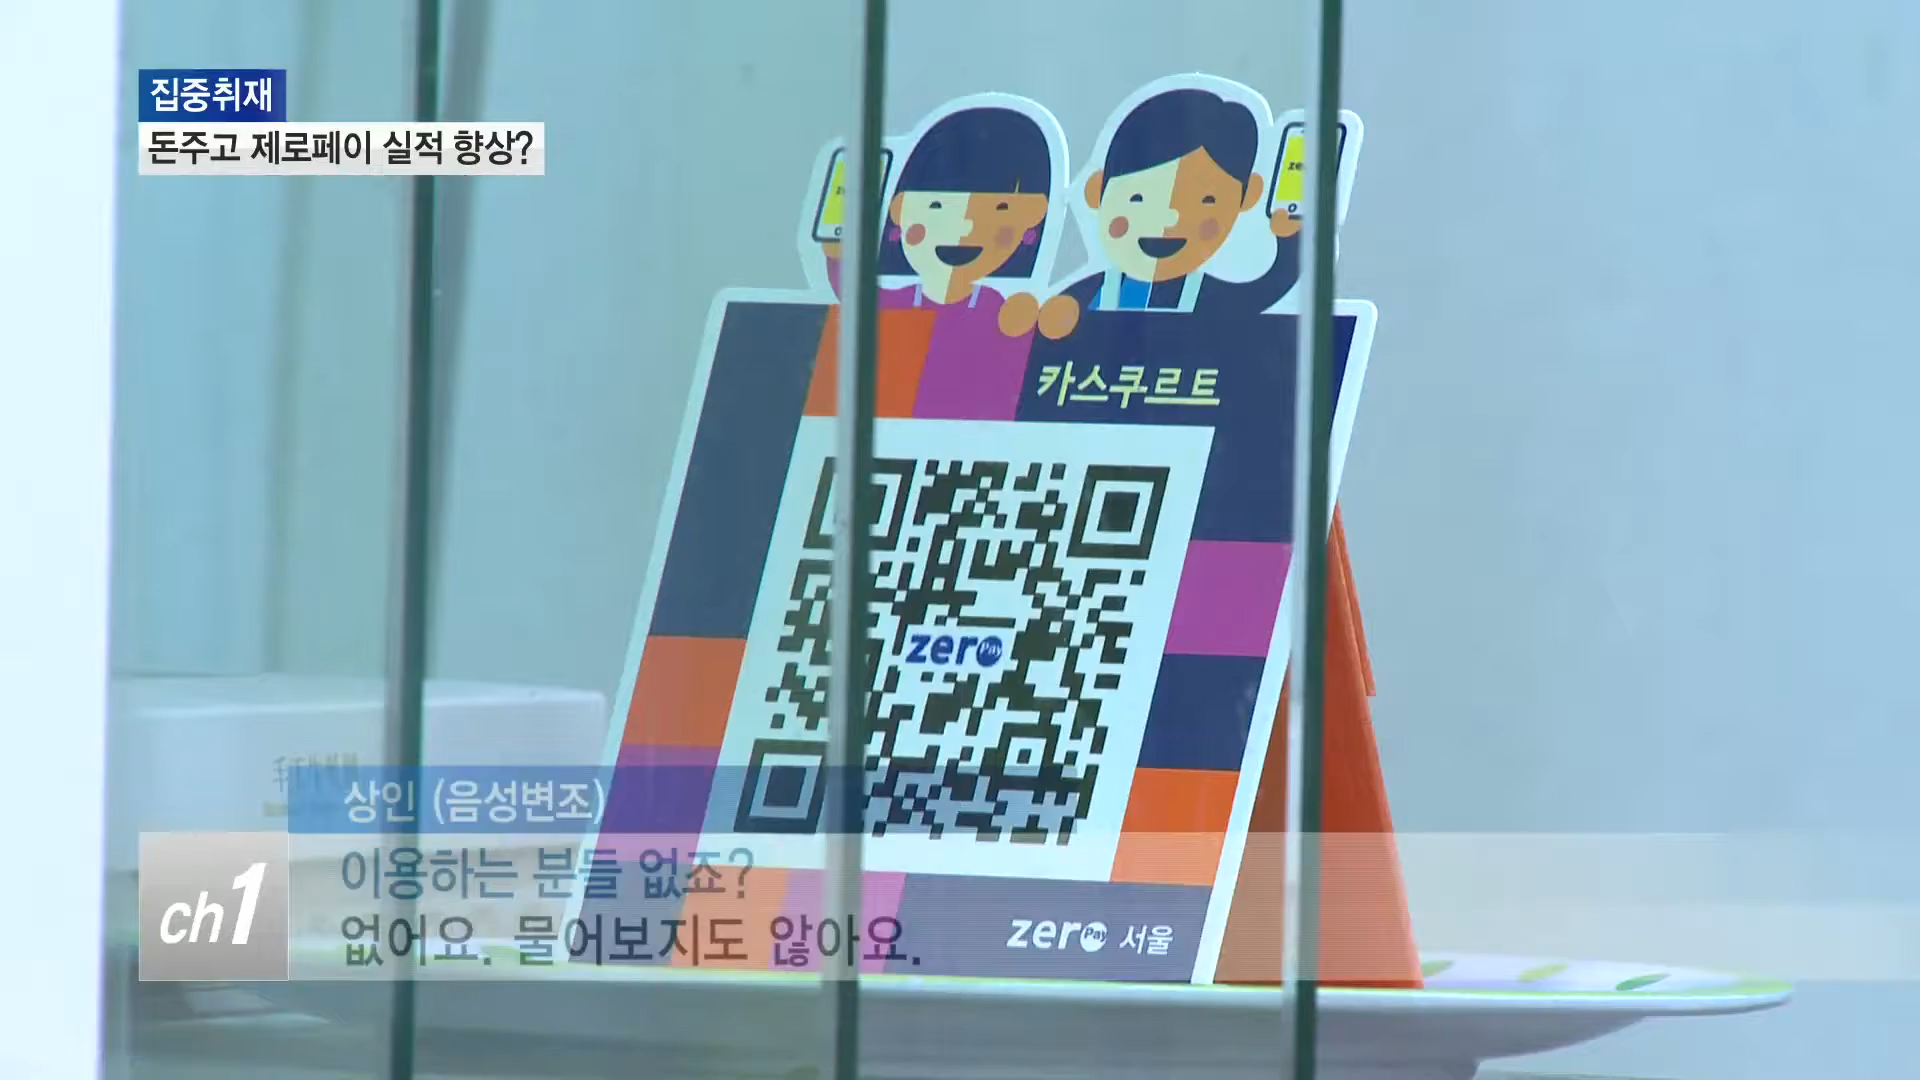 집중취재
돈주고 제로페이 실적 향상?
카스쿠르트
zero Pay
상인 (음성변조)
이용하는 분들 없죠?
ch1
없어요. 물어보지도 않아요.
zero Pay 서울